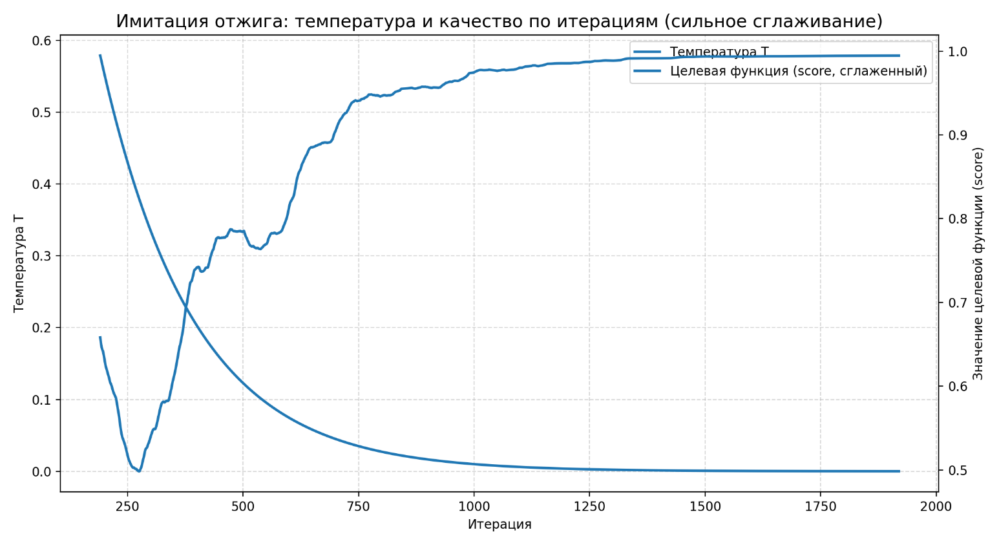 Имитация отжига: температура и качество по итерациям (сильное сглаживание)
Температура T
Целевая функция (score, сглаженный)
0.6
0.5
0.4
0.3
0.2
0.1
0.0
Температура T
1.0
0.9
0.8
0.7
0.6
0.5
Значение целевой функции (score)
250 500 750 1000 1250 1500 1750 2000
Итерация